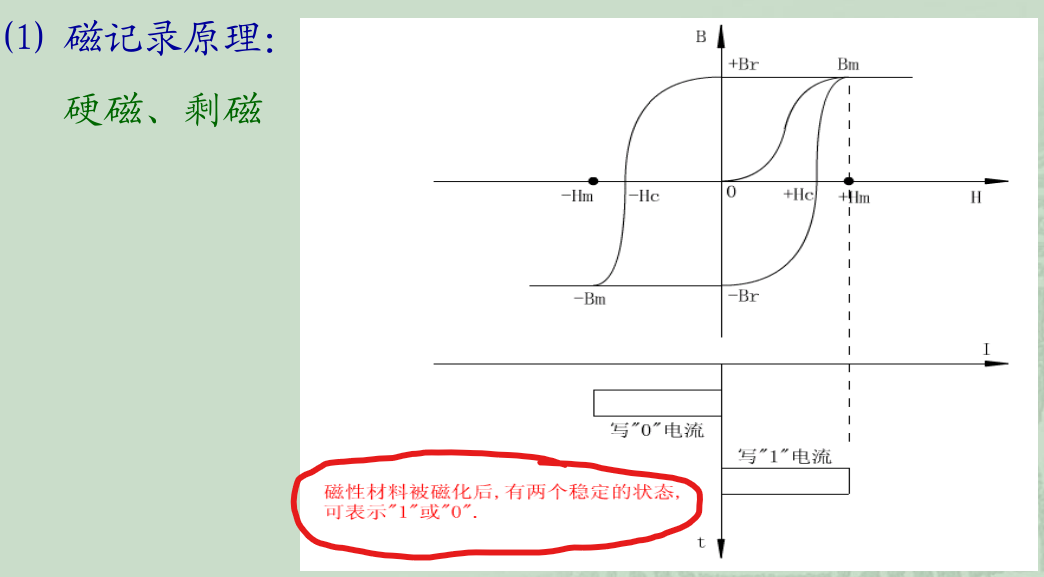 (1) 磁记录原理:
硬磁、剩磁
B
+Br
Bm
-Hm
-Hc
O
+Hc
+Hm
H
-Bm
-Br
I
写"0"电流
写"1"电流
磁性材料被磁化后,有两个稳定的状态,
可表示"1"或"0".
t